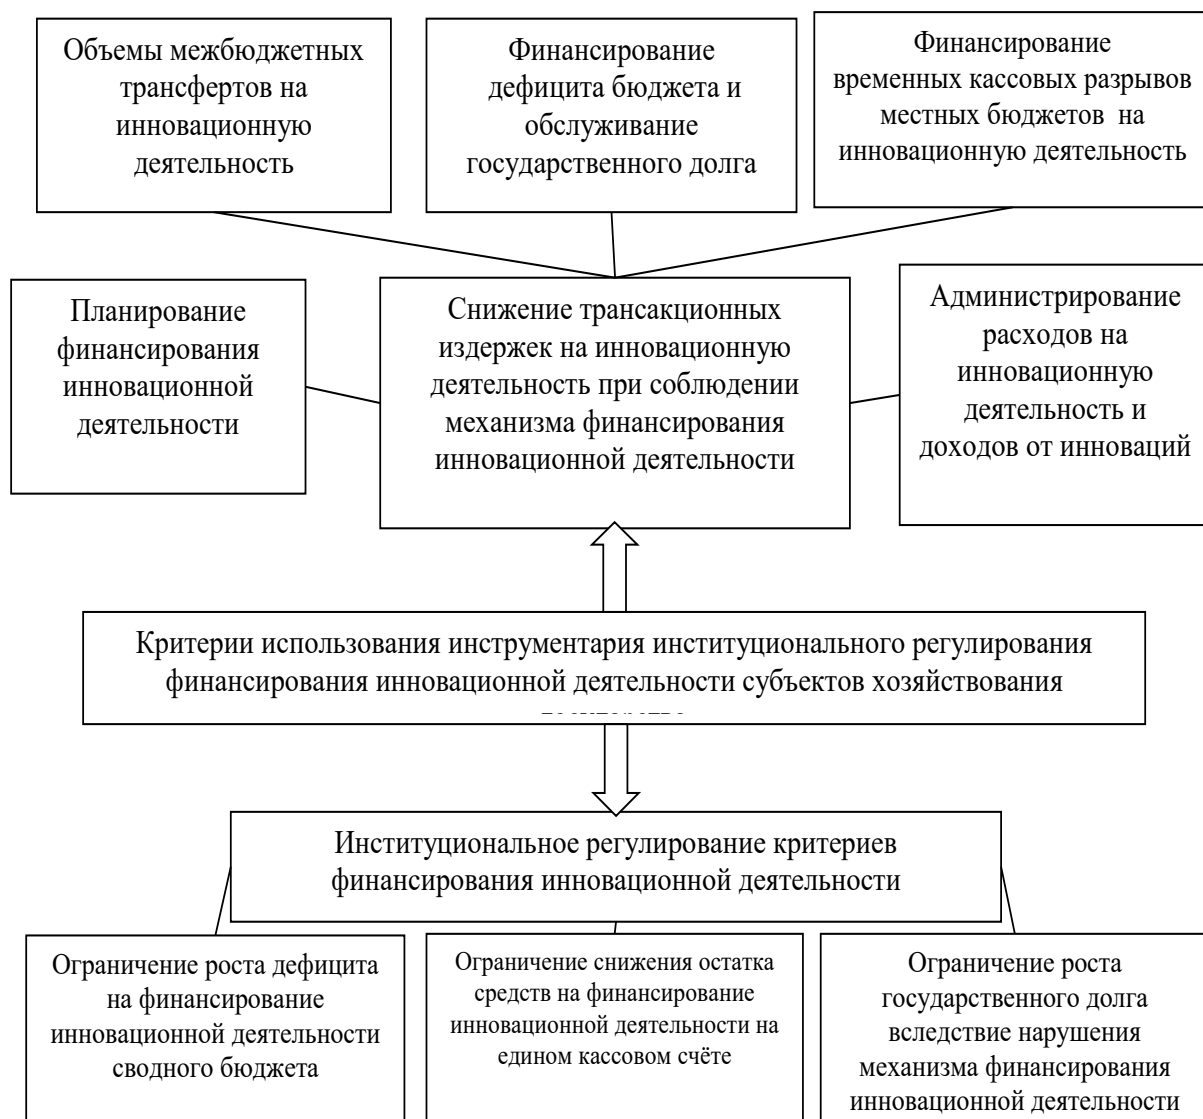 Объемы межбюджетных
трансфертов на
инновационную
деятельность
Финансирование
дефицита бюджета и
обслуживание
государственного долга
Финансирование
временных кассовых разрывов
местных бюджетов на
инновационную деятельность
Планирование
финансирования
инновационной
деятельности
Снижение трансакционных
издержек на инновационную
деятельность при соблюдении
механизма финансирования
инновационной деятельности
Администрирование
расходов на
инновационную
деятельность и
доходов от инноваций
Критерии использования инструментария институционального регулирования
финансирования инновационной деятельности субъектов хозяйствования
Институциональное регулирование критериев
финансирования инновационной деятельности
Ограничение роста дефицита
на финансирование
инновационной деятельности
сводного бюджета
Ограничение снижения остатка
средств на финансирование
инновационной деятельности на
едином кассовом счёте
Ограничение роста
государственного долга
вследствие нарушения
механизма финансирования
инновационной деятельности